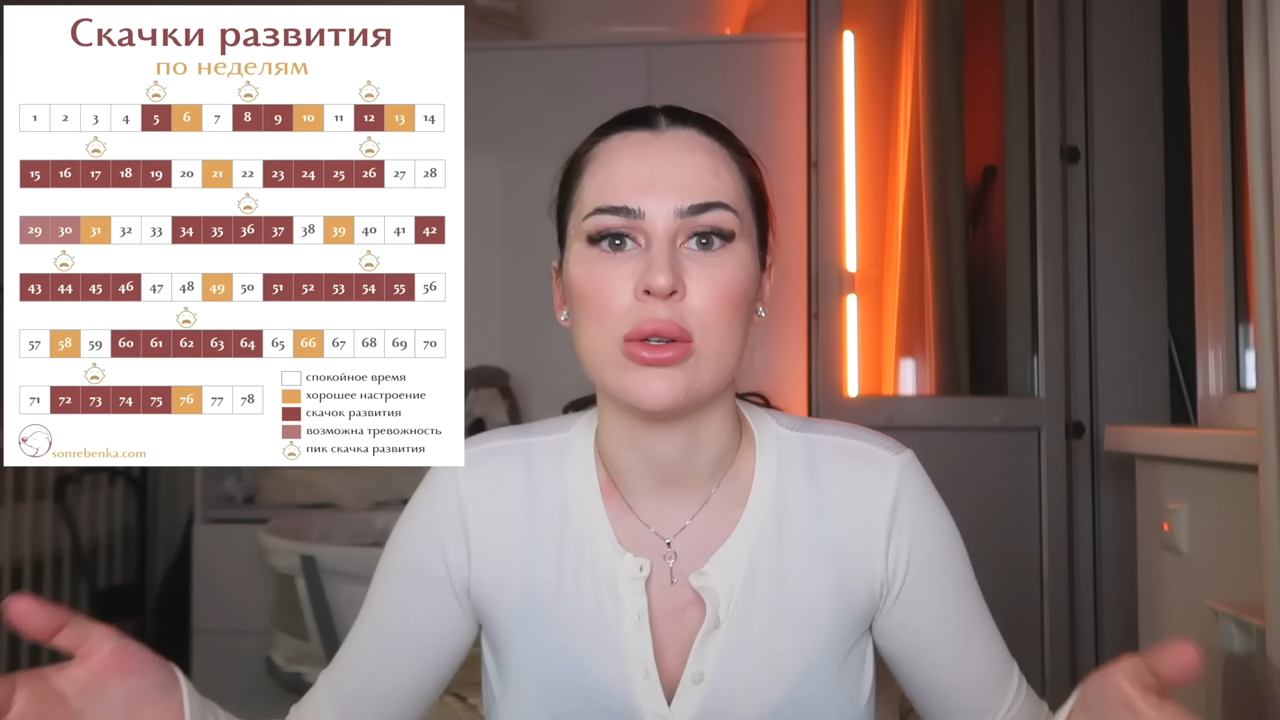 Скачки развития
по неделям
1 2 3 4 5 6 7 8 9 10 11 12 13 14
15 16 17 18 19 20 21 22 23 24 25 26 27 28
29 30 31 32 33 34 35 36 37 38 39 40 41 42
43 44 45 46 47 48 49 50 51 52 53 54 55 56
57 58 59 60 61 62 63 64 65 66 67 68 69 70
71 72 73 74 75 76 77 78
спокойное время
хорошее настроение
скачок развития
возможна тревожность
пик скачка развития
sonrebenka.com